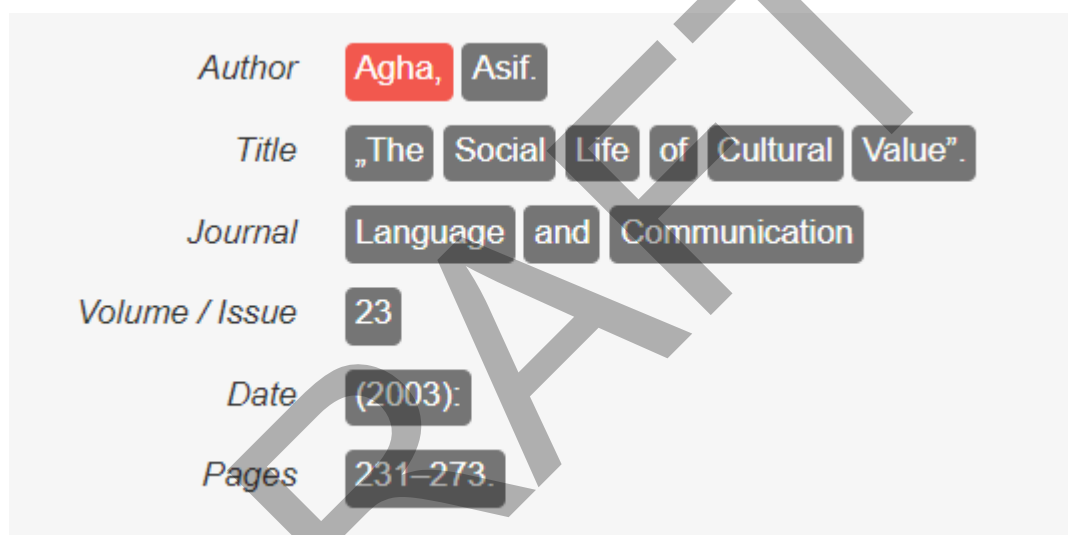 Author Agha, Asif.
Title „The Social Life of Cultural Value”.
Journal Language and Communication
Volume / Issue 23
Date (2003):
Pages 231–273.